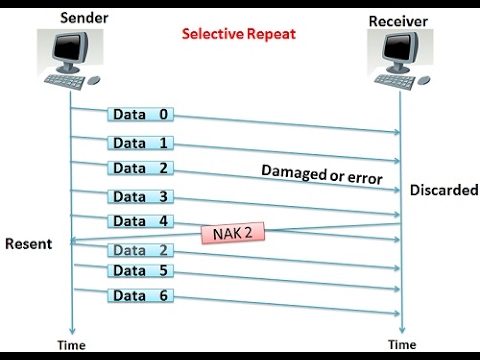 Sender
Receiver
Selective Repeat
Data 0
Data 1
Data 2
Damaged or error
Discarded
Data 3
Data 4
NAK 2
Resent
Data 2
Data 5
Data 6
Time
Time